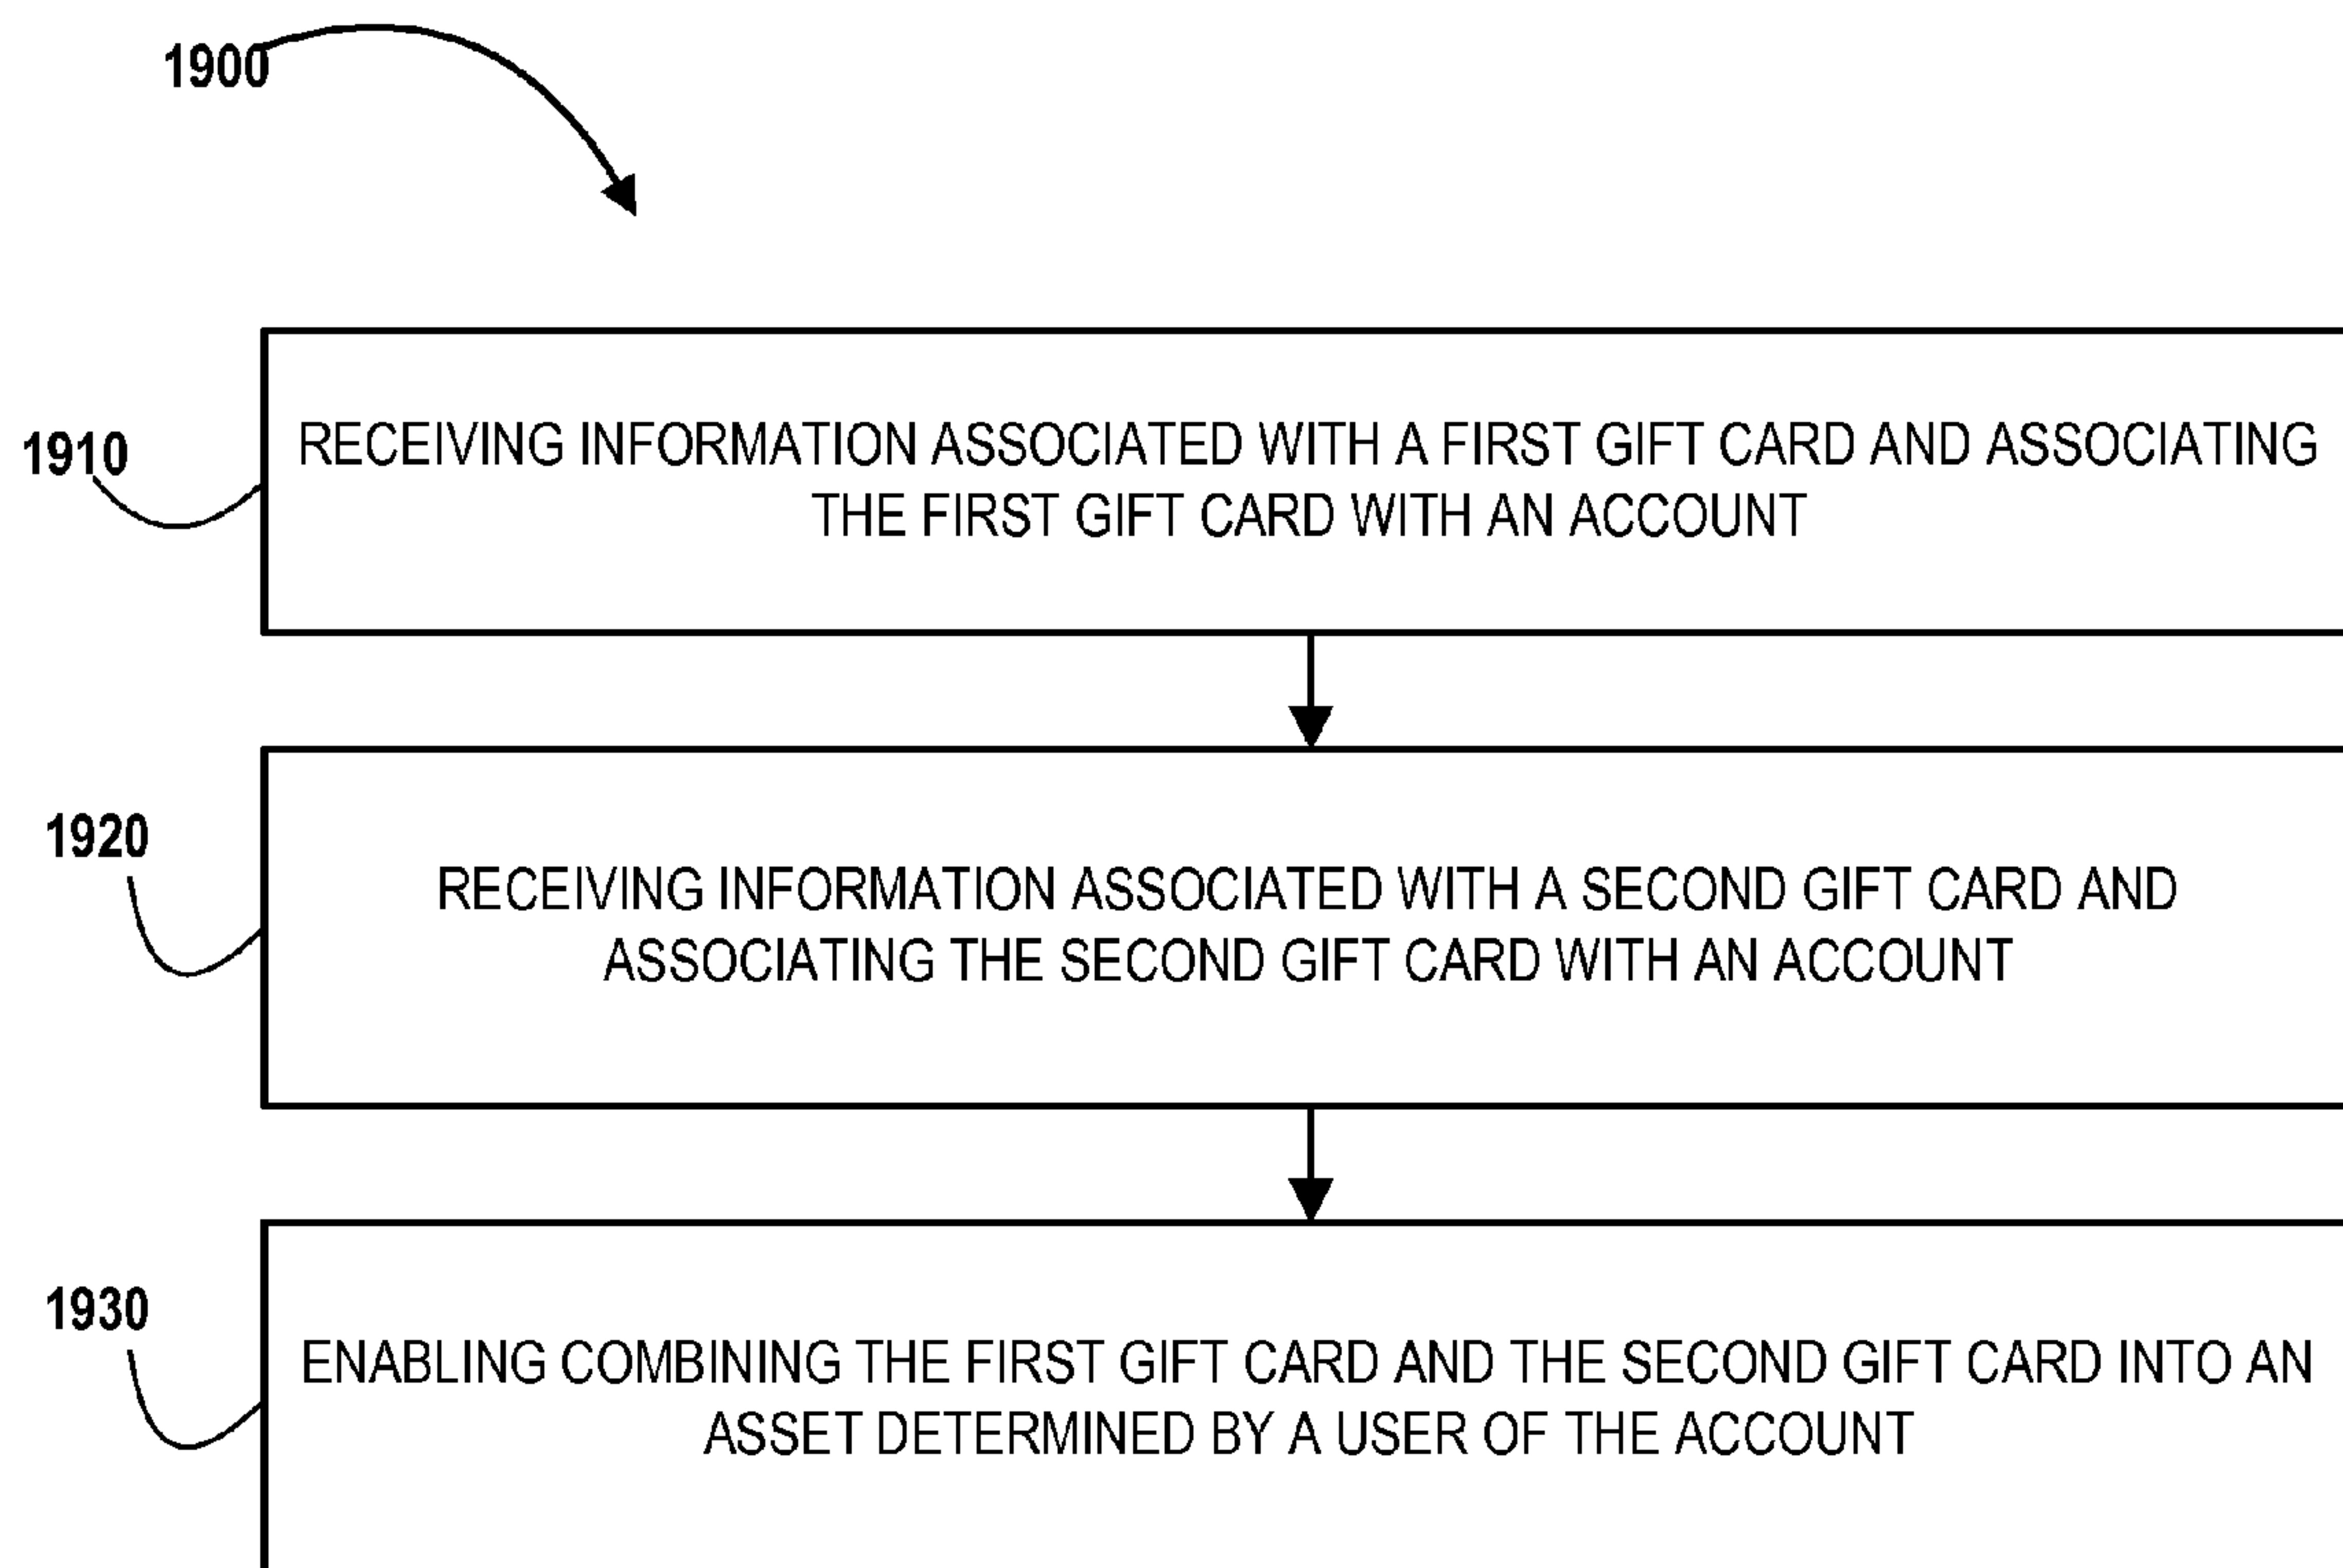 1900
1910
RECEIVING INFORMATION ASSOCIATED WITH A FIRST GIFT CARD AND ASSOCIATING
THE FIRST GIFT CARD WITH AN ACCOUNT
1920
RECEIVING INFORMATION ASSOCIATED WITH A SECOND GIFT CARD AND
ASSOCIATING THE SECOND GIFT CARD WITH AN ACCOUNT
1930
ENABLING COMBINING THE FIRST GIFT CARD AND THE SECOND GIFT CARD INTO AN
ASSET DETERMINED BY A USER OF THE ACCOUNT